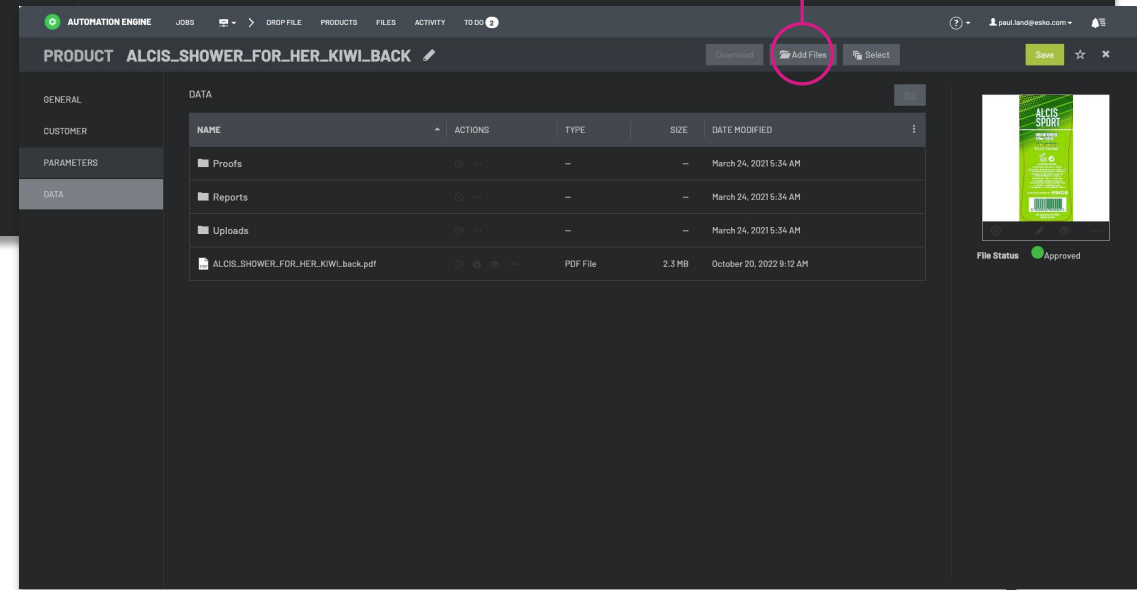 AUTOMATION ENGINE JOBS DROP FILE PRODUCTS FILES ACTIVITY TO DO 2 ? paul.land@esko.com
PRODUCT ALCIS_SHOWER_FOR_HER_KIWI_BACK Download Add Files Select Save
GENERAL
CUSTOMER
PARAMETERS
DATA
DATA
NAME ACTIONS TYPE SIZE DATE MODIFIED
Proofs — — March 24, 2021 5:34 AM
Reports — — March 24, 2021 5:34 AM
Uploads — — March 24, 2021 5:34 AM
ALCIS_SHOWER_FOR_HER_KIWI_back.pdf PDF File 2.3 MB October 20, 2022 9:12 AM
ALCIS
SPORT
File Status Approved